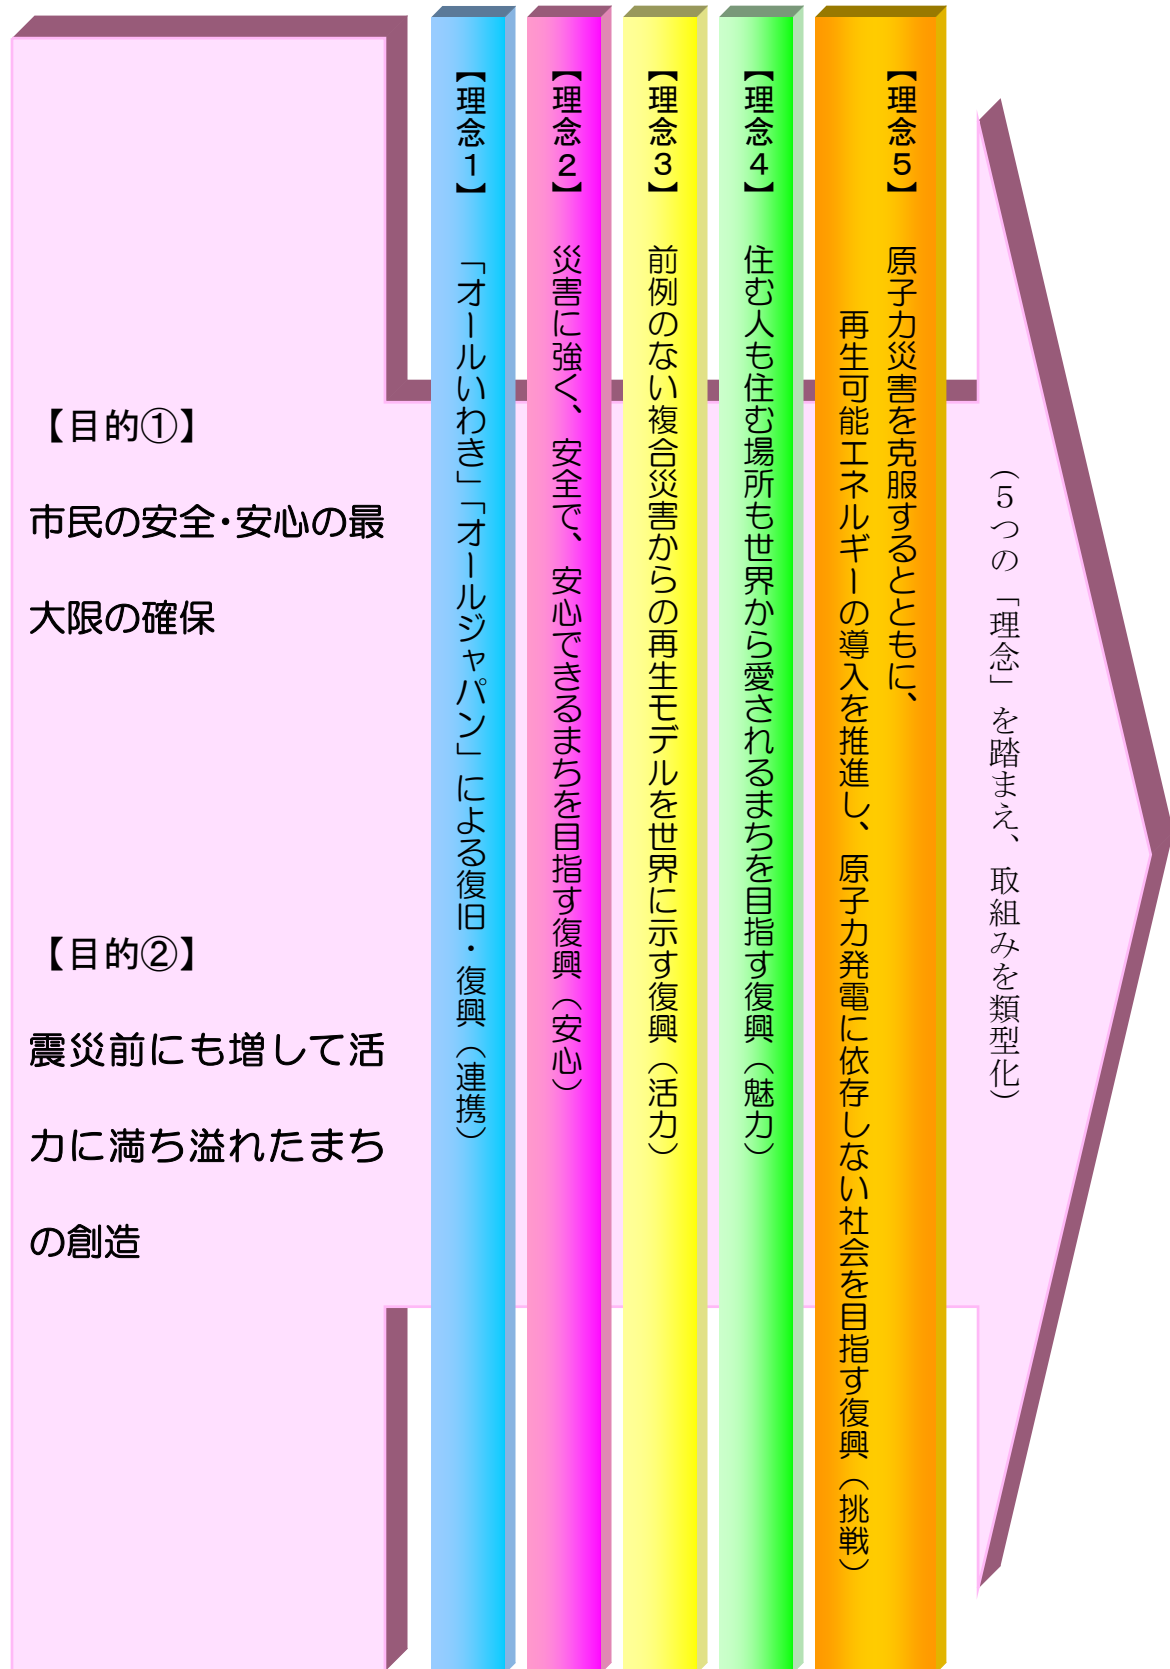 【目的①】
市民の安全･安心の最
大限の確保
【目的②】
震災前にも増して活
力に満ち溢れたまち
の創造
【理念１】　「オールいわき」「オールジャパン」による復旧・復興（連携）
【理念２】　災害に強く、安全で、安心できるまちを目指す復興（安心）
【理念３】　前例のない複合災害からの再生モデルを世界に示す復興（活力）
【理念４】　住む人も住む場所も世界から愛されるまちを目指す復興（魅力）
【理念５】　原子力災害を克服するとともに、
再生可能エネルギーの導入を推進し、原子力発電に依存しない社会を目指す復興（挑戦）
（５つの「理念」を踏まえ、取組みを類型化）